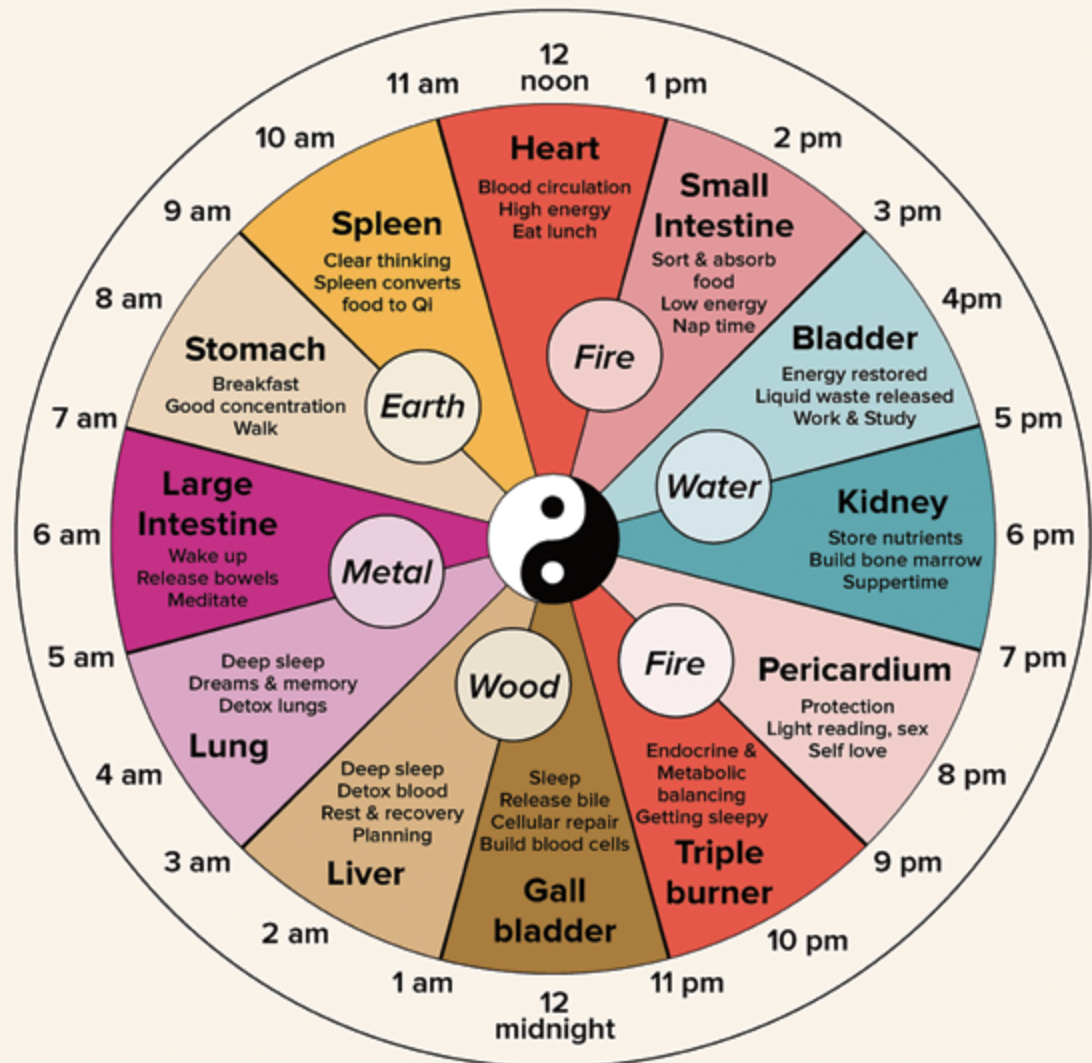 12
noon
1 pm
2 pm
3 pm
4pm
5 pm
6 pm
7 pm
8 pm
9 pm
10 pm
11 pm
12
midnight
1 am
2 am
3 am
4 am
5 am
6 am
7 am
8 am
9 am
10 am
11 am
Heart
Blood circulation
High energy
Eat lunch
Small
Intestine
Sort & absorb
food
Low energy
Nap time
Fire
Bladder
Energy restored
Liquid waste released
Work & Study
Water
Kidney
Store nutrients
Build bone marrow
Suppertime
Pericardium
Protection
Light reading, sex
Self love
Fire
Endocrine &
Metabolic
balancing
Getting sleepy
Triple
burner
Sleep
Release bile
Cellular repair
Build blood cells
Gall
bladder
Wood
Deep sleep
Detox blood
Rest & recovery
Planning
Liver
Deep sleep
Dreams & memory
Detox lungs
Lung
Metal
Large
Intestine
Wake up
Release bowels
Meditate
Stomach
Breakfast
Good concentration
Walk
Earth
Spleen
Clear thinking
Spleen converts
food to Qi